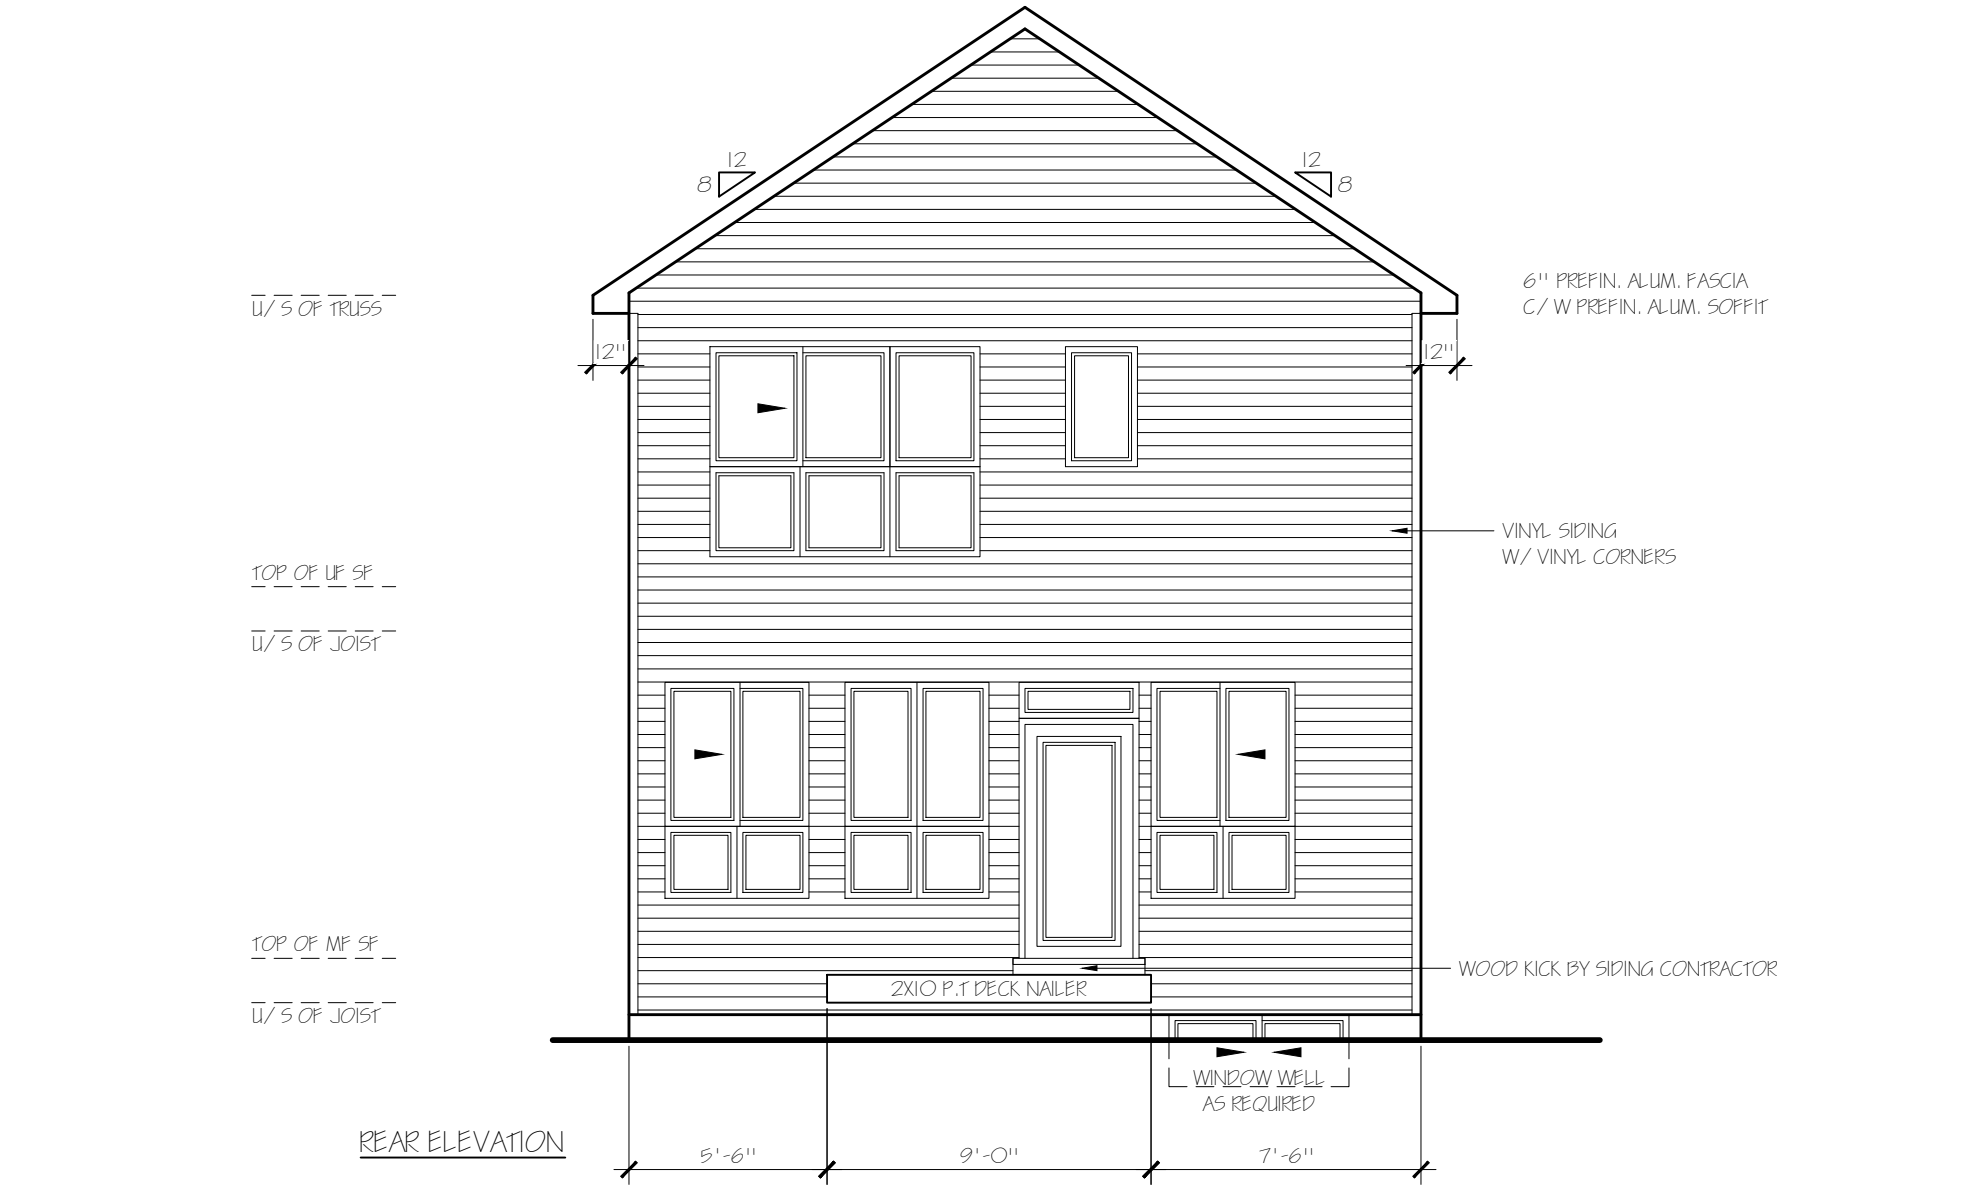 12
8
12
8
6" PREFIN. ALUM. FASCIA
C/W PREFIN. ALUM. SOFFIT
U/S OF TRUSS
12"
12"
VINYL SIDING
W/ VINYL CORNERS
TOP OF UF SF
U/S OF JOIST
TOP OF MF SF
WOOD KICK BY SIDING CONTRACTOR
2X10 P.T DECK NAILER
U/S OF JOIST
WINDOW WELL
AS REQUIRED
REAR ELEVATION
5'-6"
9'-0"
7'-6"